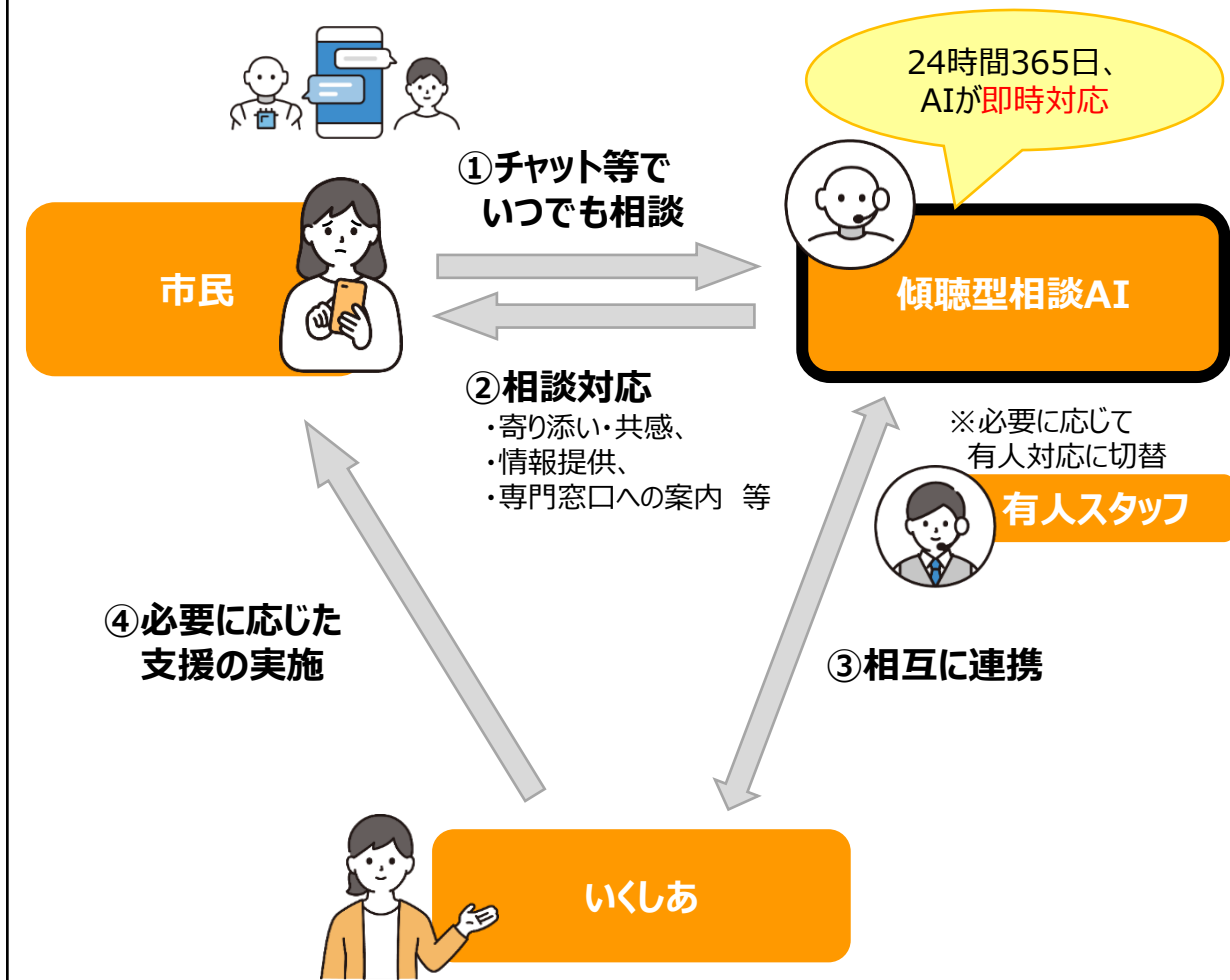 24時間365日、
AIが即時対応
①チャット等で
いつでも相談
市民
傾聴型相談AI
②相談対応
・寄り添い・共感、
・情報提供、
・専門窓口への案内 等
※必要に応じて
有人対応に切替
有人スタッフ
④必要に応じた
支援の実施
③相互に連携
いくしあ